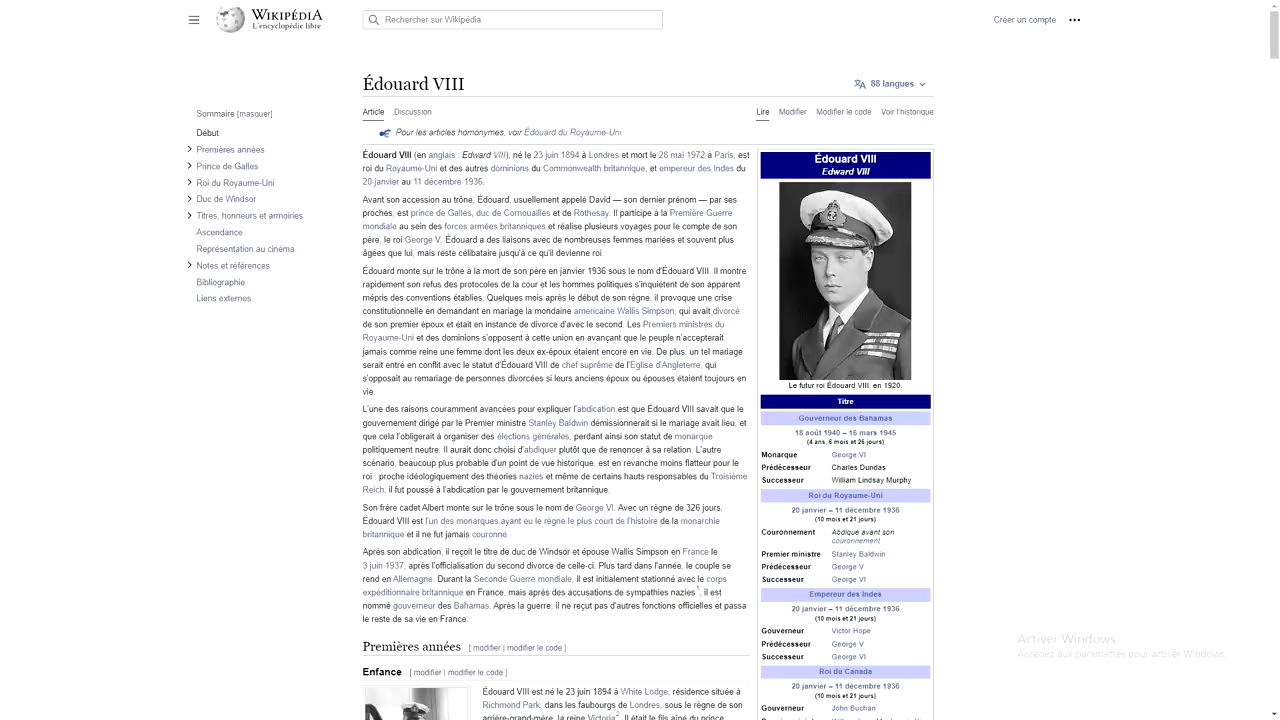 WIKIPÉDIA
L'encyclopédie libre
Rechercher sur Wikipédia
Créer un compte
Édouard VIII
88 langues
Sommaire [masquer]
Début
Premières années
Prince de Galles
Roi du Royaume-Uni
Duc de Windsor
Titres, honneurs et armoiries
Ascendance
Représentation au cinéma
Notes et références
Bibliographie
Liens externes
Article Discussion
Lire Modifier Modifier le code Voir l'historique
Pour les articles homonymes, voir Édouard du Royaume-Uni.
Édouard VIII (en anglais : Edward VIII), né le 23 juin 1894 à Londres et mort le 28 mai 1972 à Paris, est
roi du Royaume-Uni et des autres dominions du Commonwealth britannique, et empereur des Indes du
20 janvier au 11 décembre 1936.
Avant son accession au trône, Édouard, usuellement appelé David — son dernier prénom — par ses
proches, est prince de Galles, duc de Cornouailles et de Rothesay. Il participe à la Première Guerre
mondiale au sein des forces armées britanniques et réalise plusieurs voyages pour le compte de son
père, le roi George V. Édouard a des liaisons avec de nombreuses femmes mariées et souvent plus
âgées que lui, mais reste célibataire jusqu'à ce qu'il devienne roi.
Édouard monte sur le trône à la mort de son père en janvier 1936 sous le nom d'Édouard VIII. Il montre
rapidement son refus des protocoles de la cour et les hommes politiques s'inquiètent de son apparent
mépris des conventions établies. Quelques mois après le début de son règne, il provoque une crise
constitutionnelle en demandant en mariage la mondaine américaine Wallis Simpson, qui avait divorcé
de son premier époux et était en instance de divorce d'avec le second. Les Premiers ministres du
Royaume-Uni et des dominions s'opposent à cette union en avançant que le peuple n'accepterait
jamais comme reine une femme dont les deux ex-époux étaient encore en vie. De plus, un tel mariage
serait entré en conflit avec le statut d'Édouard VIII de chef suprême de l'Église d'Angleterre, qui
s'opposait au remariage de personnes divorcées si leurs anciens époux ou épouses étaient toujours en
vie.
L'une des raisons couramment avancées pour expliquer l'abdication est que Édouard VIII savait que le
gouvernement dirigé par le Premier ministre Stanley Baldwin démissionnerait si le mariage avait lieu, et
que cela l'obligerait à organiser des élections générales, perdant ainsi son statut de monarque
politiquement neutre. Il aurait donc choisi d'abdiquer plutôt que de renoncer à sa relation. L'autre
scénario, beaucoup plus probable d'un point de vue historique, est en revanche moins flatteur pour le
roi : proche idéologiquement des théories nazies et même de certains hauts responsables du Troisième
Reich, il fut poussé à l'abdication par le gouvernement britannique.
Son frère cadet Albert monte sur le trône sous le nom de George VI. Avec un règne de 326 jours,
Édouard VIII est l'un des monarques ayant eu le règne le plus court de l'histoire de la monarchie
britannique et il ne fut jamais couronné.
Après son abdication, il reçoit le titre de duc de Windsor et épouse Wallis Simpson en France le
3 juin 1937, après l'officialisation du second divorce de celle-ci. Plus tard dans l'année, le couple se
rend en Allemagne. Durant la Seconde Guerre mondiale, il est initialement stationné avec le corps
expéditionnaire britannique en France, mais après des accusations de sympathies nazies1, il est
nommé gouverneur des Bahamas. Après la guerre, il ne reçut pas d'autres fonctions officielles et passa
le reste de sa vie en France.
Premières années [ modifier | modifier le code ]
Enfance [ modifier | modifier le code ]
Édouard VIII est né le 23 juin 1894 à White Lodge, résidence située à
Richmond Park, dans les faubourgs de Londres, sous le règne de son
arrière-grand-mère, la reine Victoria2. Il était le fils aîné du prince
Édouard VIII
Edward VIII
Le futur roi Édouard VIII, en 1920.
Titre
Gouverneur des Bahamas
18 août 1940 – 16 mars 1945
(4 ans, 6 mois et 26 jours)
Monarque George VI
Prédécesseur Charles Dundas
Successeur William Lindsay Murphy
Roi du Royaume-Uni
20 janvier – 11 décembre 1936
(10 mois et 21 jours)
Couronnement Abdique avant son
couronnement
Premier ministre Stanley Baldwin
Prédécesseur George V
Successeur George VI
Empereur des Indes
20 janvier – 11 décembre 1936
(10 mois et 21 jours)
Gouverneur Victor Hope
Prédécesseur George V
Successeur George VI
Roi du Canada
20 janvier – 11 décembre 1936
(10 mois et 21 jours)
Gouverneur John Buchan
Activer Windows
Accédez aux paramètres pour activer Windows.